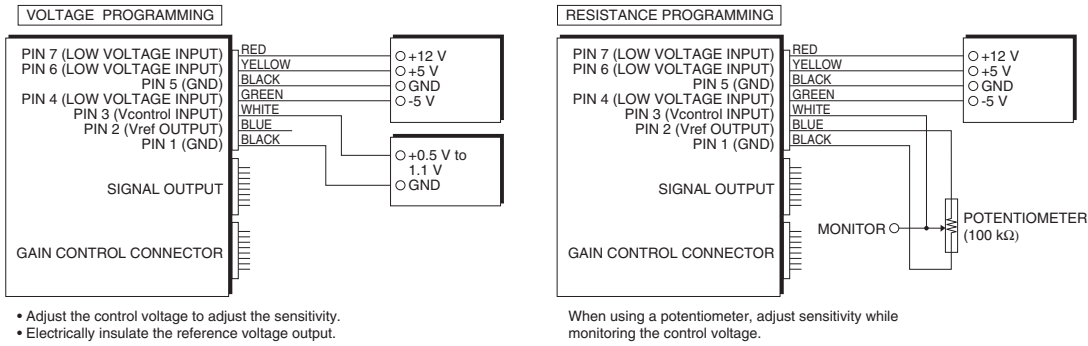 VOLTAGE PROGRAMMING
PIN 7 (LOW VOLTAGE INPUT)
PIN 6 (LOW VOLTAGE INPUT)
PIN 5 (GND)
PIN 4 (LOW VOLTAGE INPUT)
PIN 3 (Vcontrol INPUT)
PIN 2 (Vref OUTPUT)
PIN 1 (GND)
SIGNAL OUTPUT
GAIN CONTROL CONNECTOR
RED
YELLOW
BLACK
GREEN
WHITE
BLUE
BLACK
+12 V
+5 V
GND
-5 V
+0.5 V to
1.1 V
GND
• Adjust the control voltage to adjust the sensitivity.
• Electrically insulate the reference voltage output.
RESISTANCE PROGRAMMING
PIN 7 (LOW VOLTAGE INPUT)
PIN 6 (LOW VOLTAGE INPUT)
PIN 5 (GND)
PIN 4 (LOW VOLTAGE INPUT)
PIN 3 (Vcontrol INPUT)
PIN 2 (Vref OUTPUT)
PIN 1 (GND)
SIGNAL OUTPUT
GAIN CONTROL CONNECTOR
RED
YELLOW
BLACK
GREEN
WHITE
BLUE
BLACK
+12 V
+5 V
GND
-5 V
MONITOR
POTENTIOMETER
(100 kΩ)
When using a potentiometer, adjust sensitivity while
monitoring the control voltage.